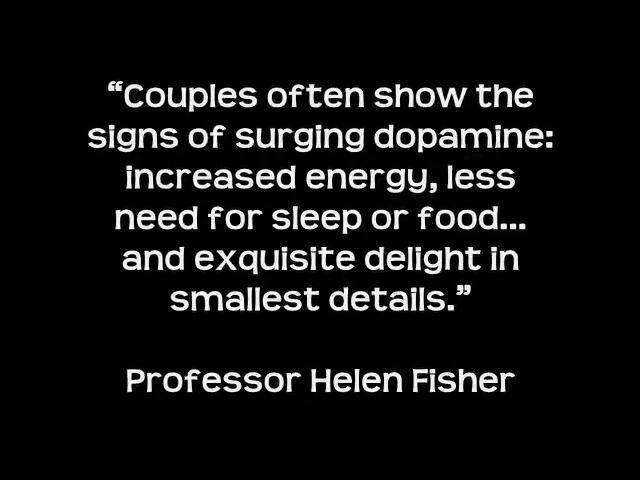 “Couples often show the
signs of surging dopamine:
increased energy, less
need for sleep or food...
and exquisite delight in
smallest details.”
Professor Helen Fisher